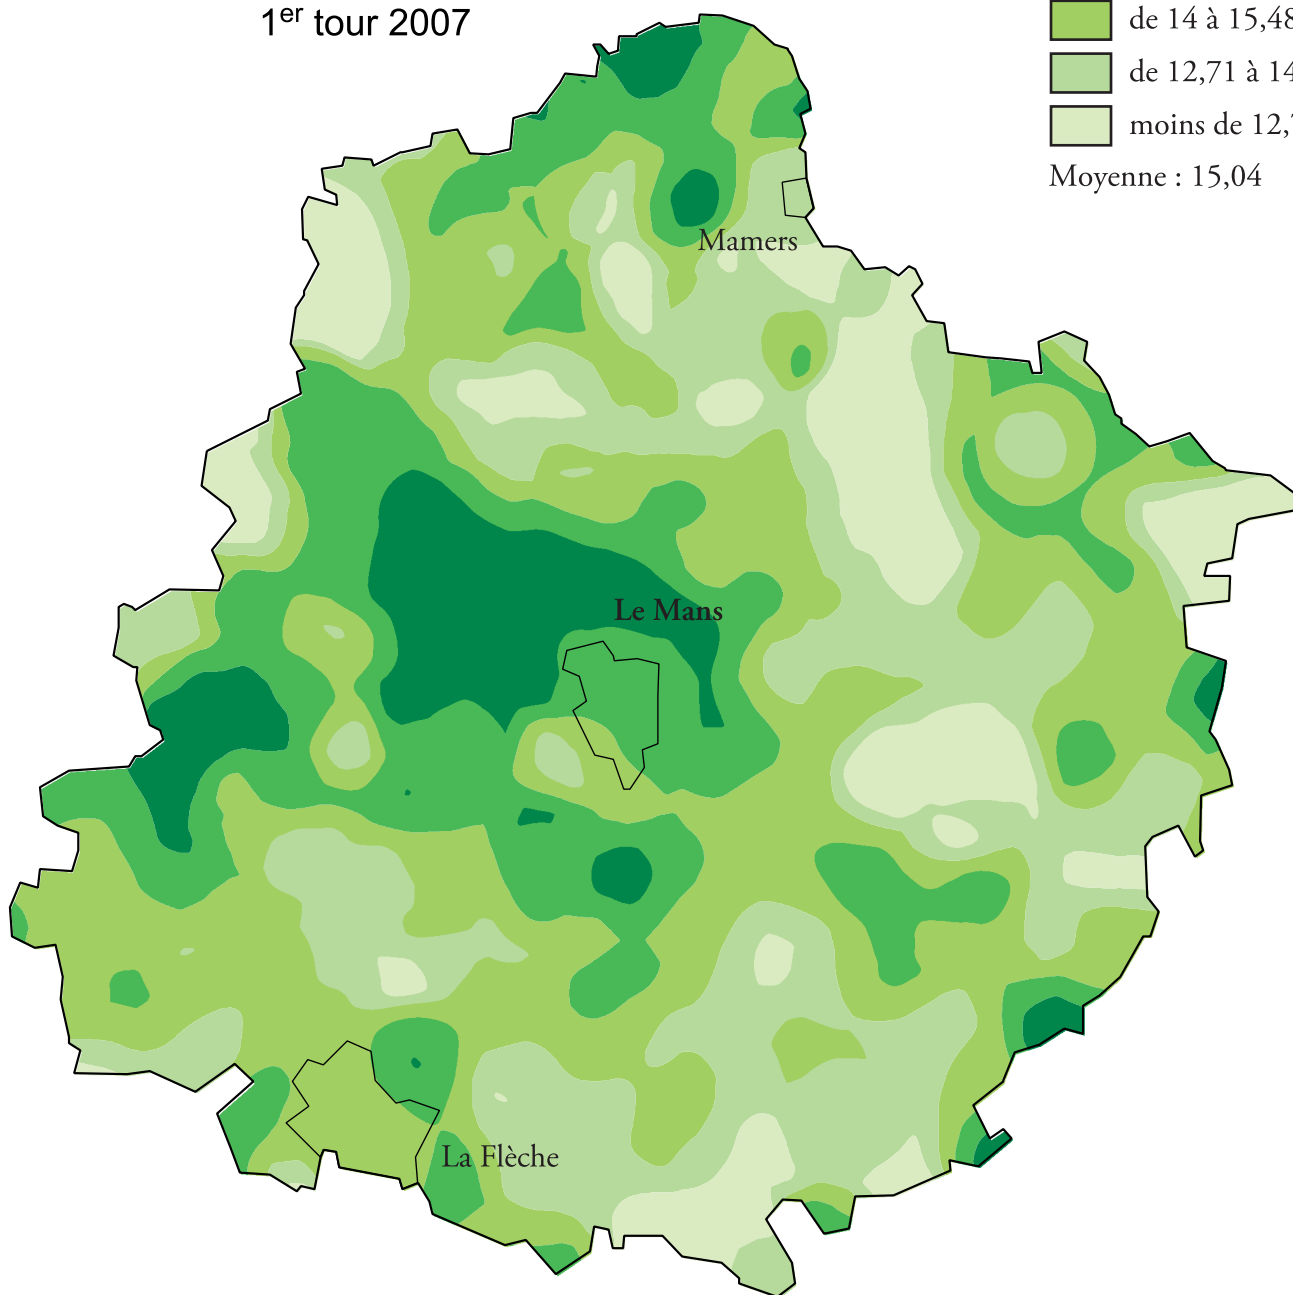 1er tour 2007
de 14 à 15,48
de 12,71 à 14
moins de 12,7
Moyenne : 15,04
Mamers
Le Mans
La Flèche